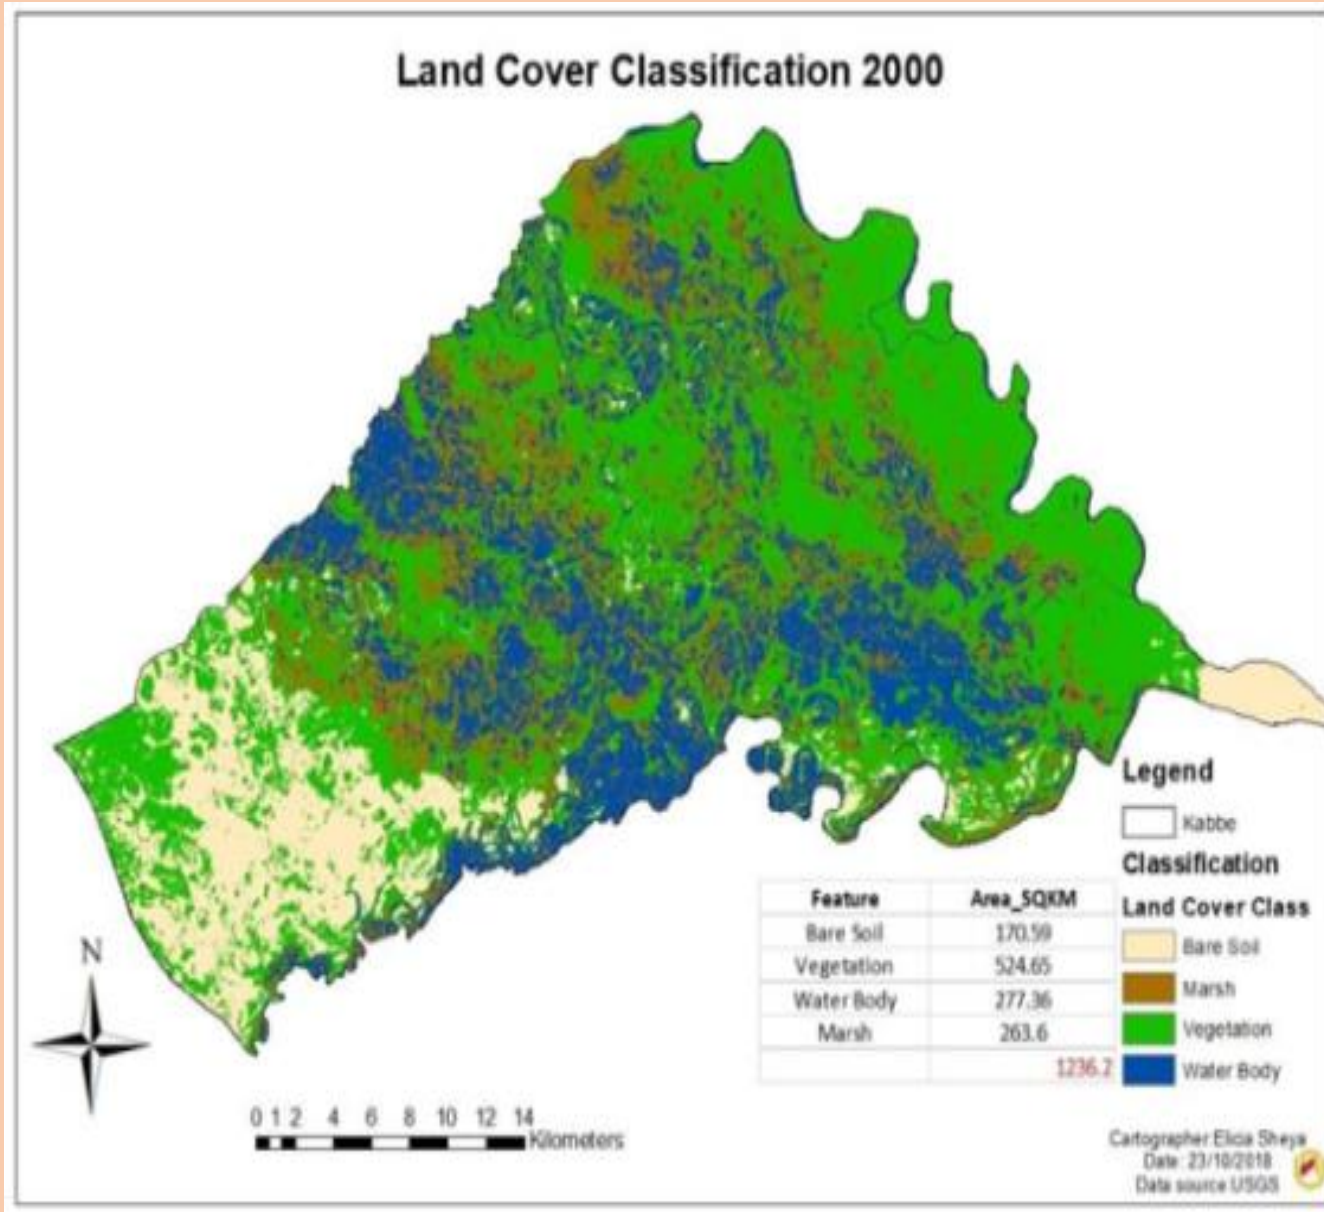 Land Cover Classification 2000
Legend
Kabbe
Classification
Land Cover Class
Bare Soil
Marsh
Vegetation
Water Body
Feature Area_SQKM
Bare Soil 170.59
Vegetation 524.65
Water Body 277.36
Marsh 263.6
1236.2
N
0 1 2 4 6 8 10 12 14
Kilometers
Cartographer Elicia Sheya
Date: 23/10/2018
Data source USGS